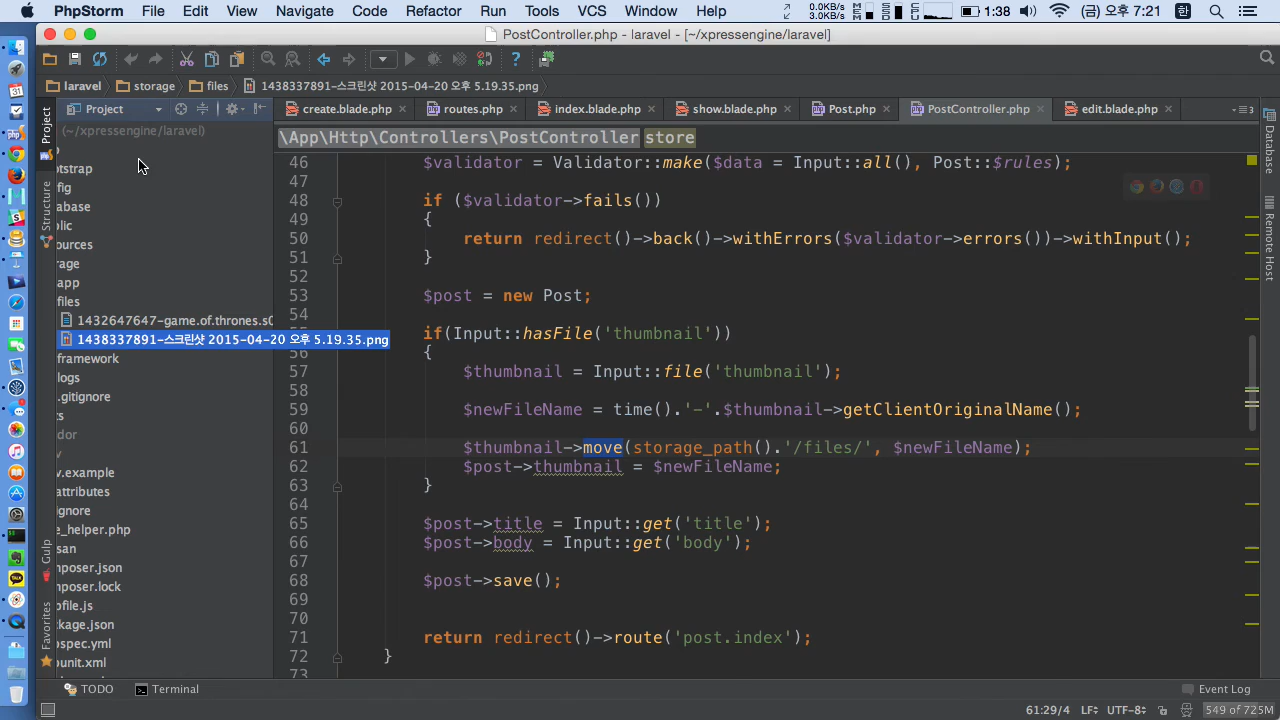 PhpStorm File Edit View Navigate Code Refactor Run Tools VCS Window Help 0.0KB/s 3.0KB/s 1:38 (금) 오후 7:21 한
PostController.php - laravel - [~/xpressengine/laravel]
laravel storage files 1438337891-스크린샷 2015-04-20 오후 5.19.35.png
Project create.blade.php routes.php index.blade.php show.blade.php Post.php PostController.php edit.blade.php
\App\Http\Controllers\PostController store
(~/xpressengine/laravel)
otstrap
fig
abase
lic
ources
rage
app
files
1432647647-game.of.thrones.s0
1438337891-스크린샷 2015-04-20 오후 5.19.35.png
framework
logs
.gitignore
ts
dor
v
v.example
attributes
gnore
e_helper.php
san
nposer.json
nposer.lock
ofile.js
kage.json
ospec.yml
ounit.xml
Project
Structure
Gulp
Favorites
46 $validator = Validator::make($data = Input::all(), Post::$rules);
47
48 if ($validator->fails())
49 {
50 return redirect()->back()->withErrors($validator->errors())->withInput();
51 }
52
53 $post = new Post;
54
55 if(Input::hasFile('thumbnail'))
56 {
57 $thumbnail = Input::file('thumbnail');
58
59 $newFileName = time().'-'.$thumbnail->getClientOriginalName();
60
61 $thumbnail->move(storage_path().'/files/', $newFileName);
62 $post->thumbnail = $newFileName;
63 }
64
65 $post->title = Input::get('title');
66 $post->body = Input::get('body');
67
68 $post->save();
69
70
71 return redirect()->route('post.index');
72 }
73
Database
Remote Host
TODO Terminal Event Log
61:29/4 LF UTF-8 549 of 725M